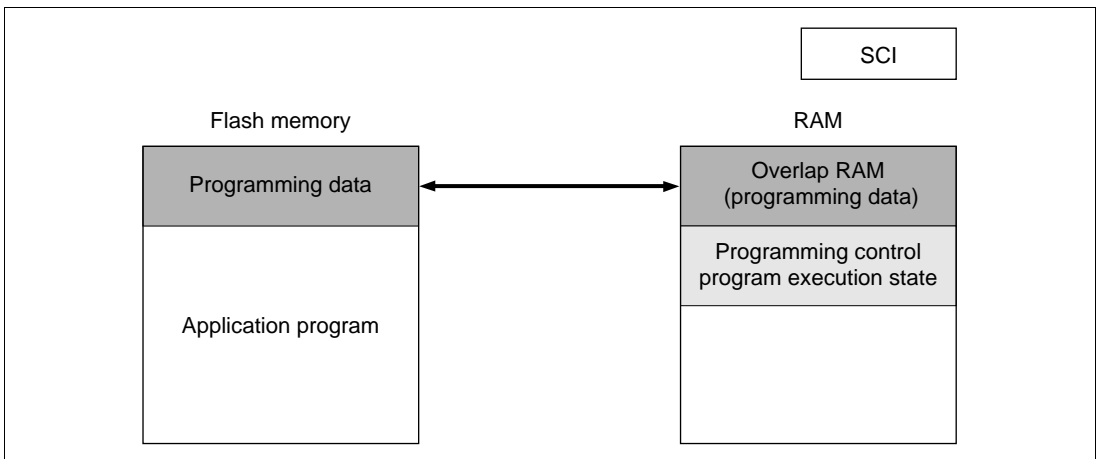 SCI
Flash memory
RAM
Programming data
Overlap RAM
(programming data)
Programming control
program execution state
Application program